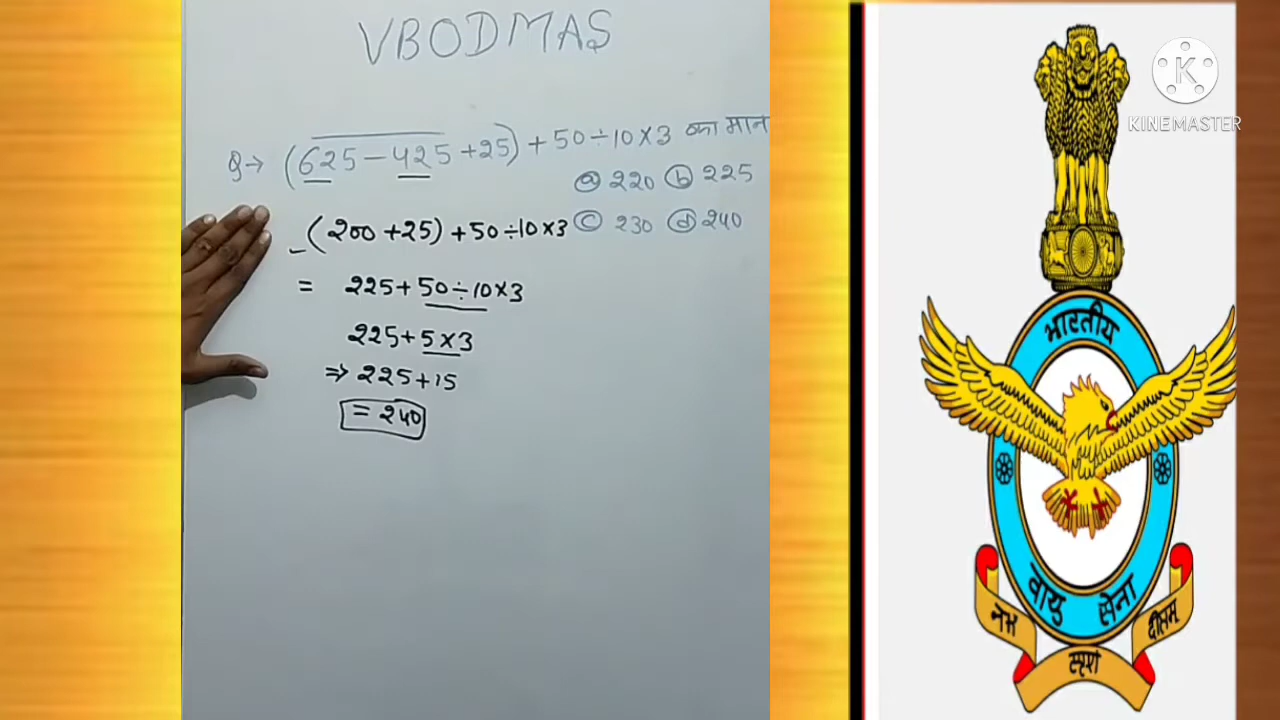 VBODMAS
Q→ (625 − 425 + 25) + 50 ÷ 10 × 3 का मान
ⓐ 220 ⓑ 225
ⓒ 230 ⓓ 240
(200 + 25) + 50 ÷ 10 × 3
= 225 + 50 ÷ 10 × 3
225 + 5 × 3
⇒ 225 + 15
= 240
K
KINEMASTER
भारतीय
वायु सेना
नभ स्पृशं दीप्तम्